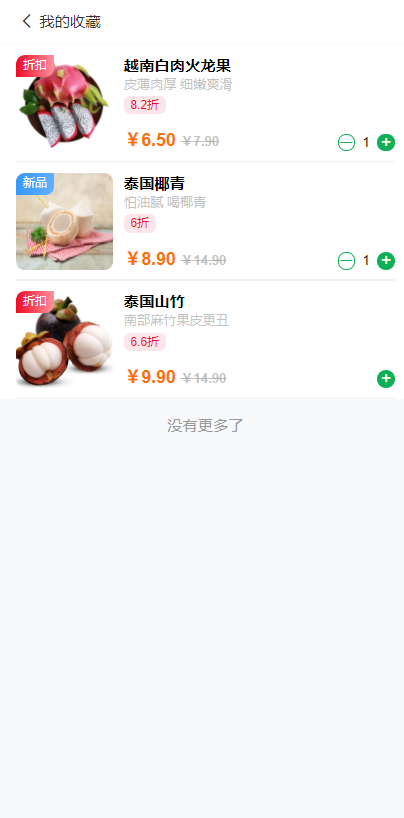 我的收藏
折扣
越南白肉火龙果
皮薄肉厚 细嫩爽滑
8.2折
￥6.50 ￥7.90
1
新品
泰国椰青
怕油腻 喝椰青
6折
￥8.90 ￥14.90
1
折扣
泰国山竹
南部麻竹果皮更丑
6.6折
￥9.90 ￥14.90
没有更多了